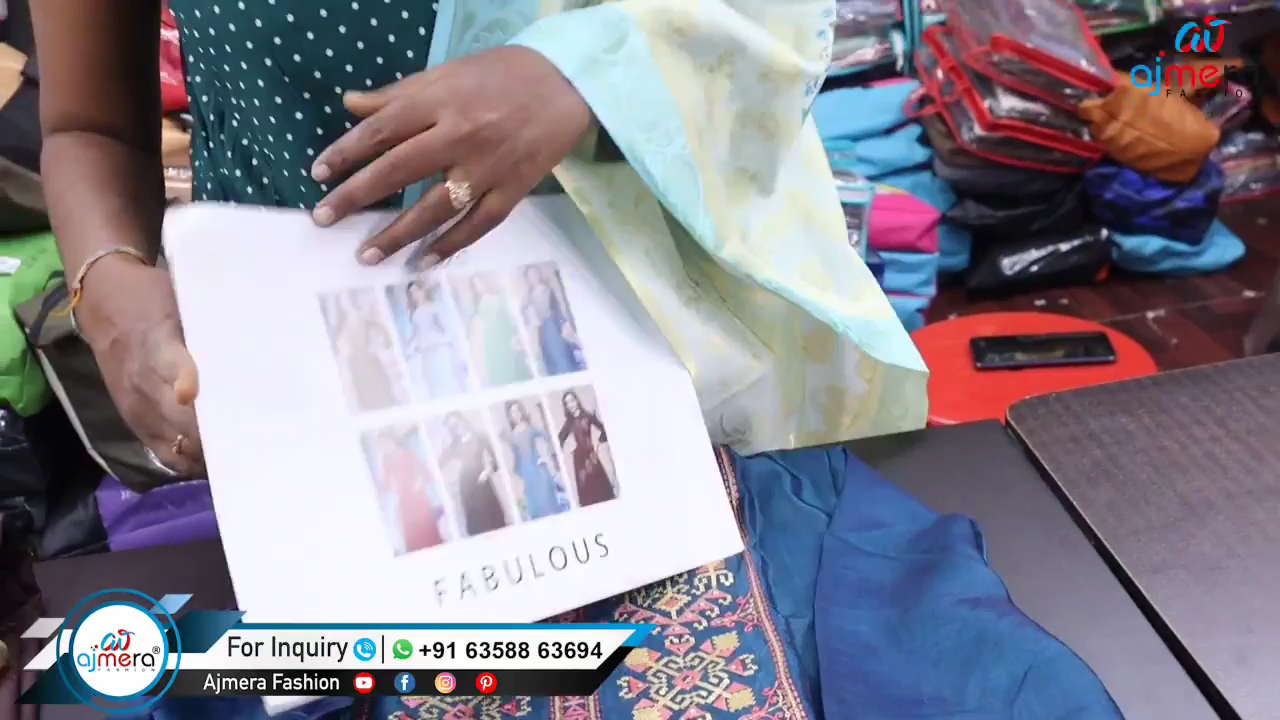 ajmera
FASHION
FABULOUS
ajmera®
FASHION
For Inquiry +91 63588 63694
Ajmera Fashion